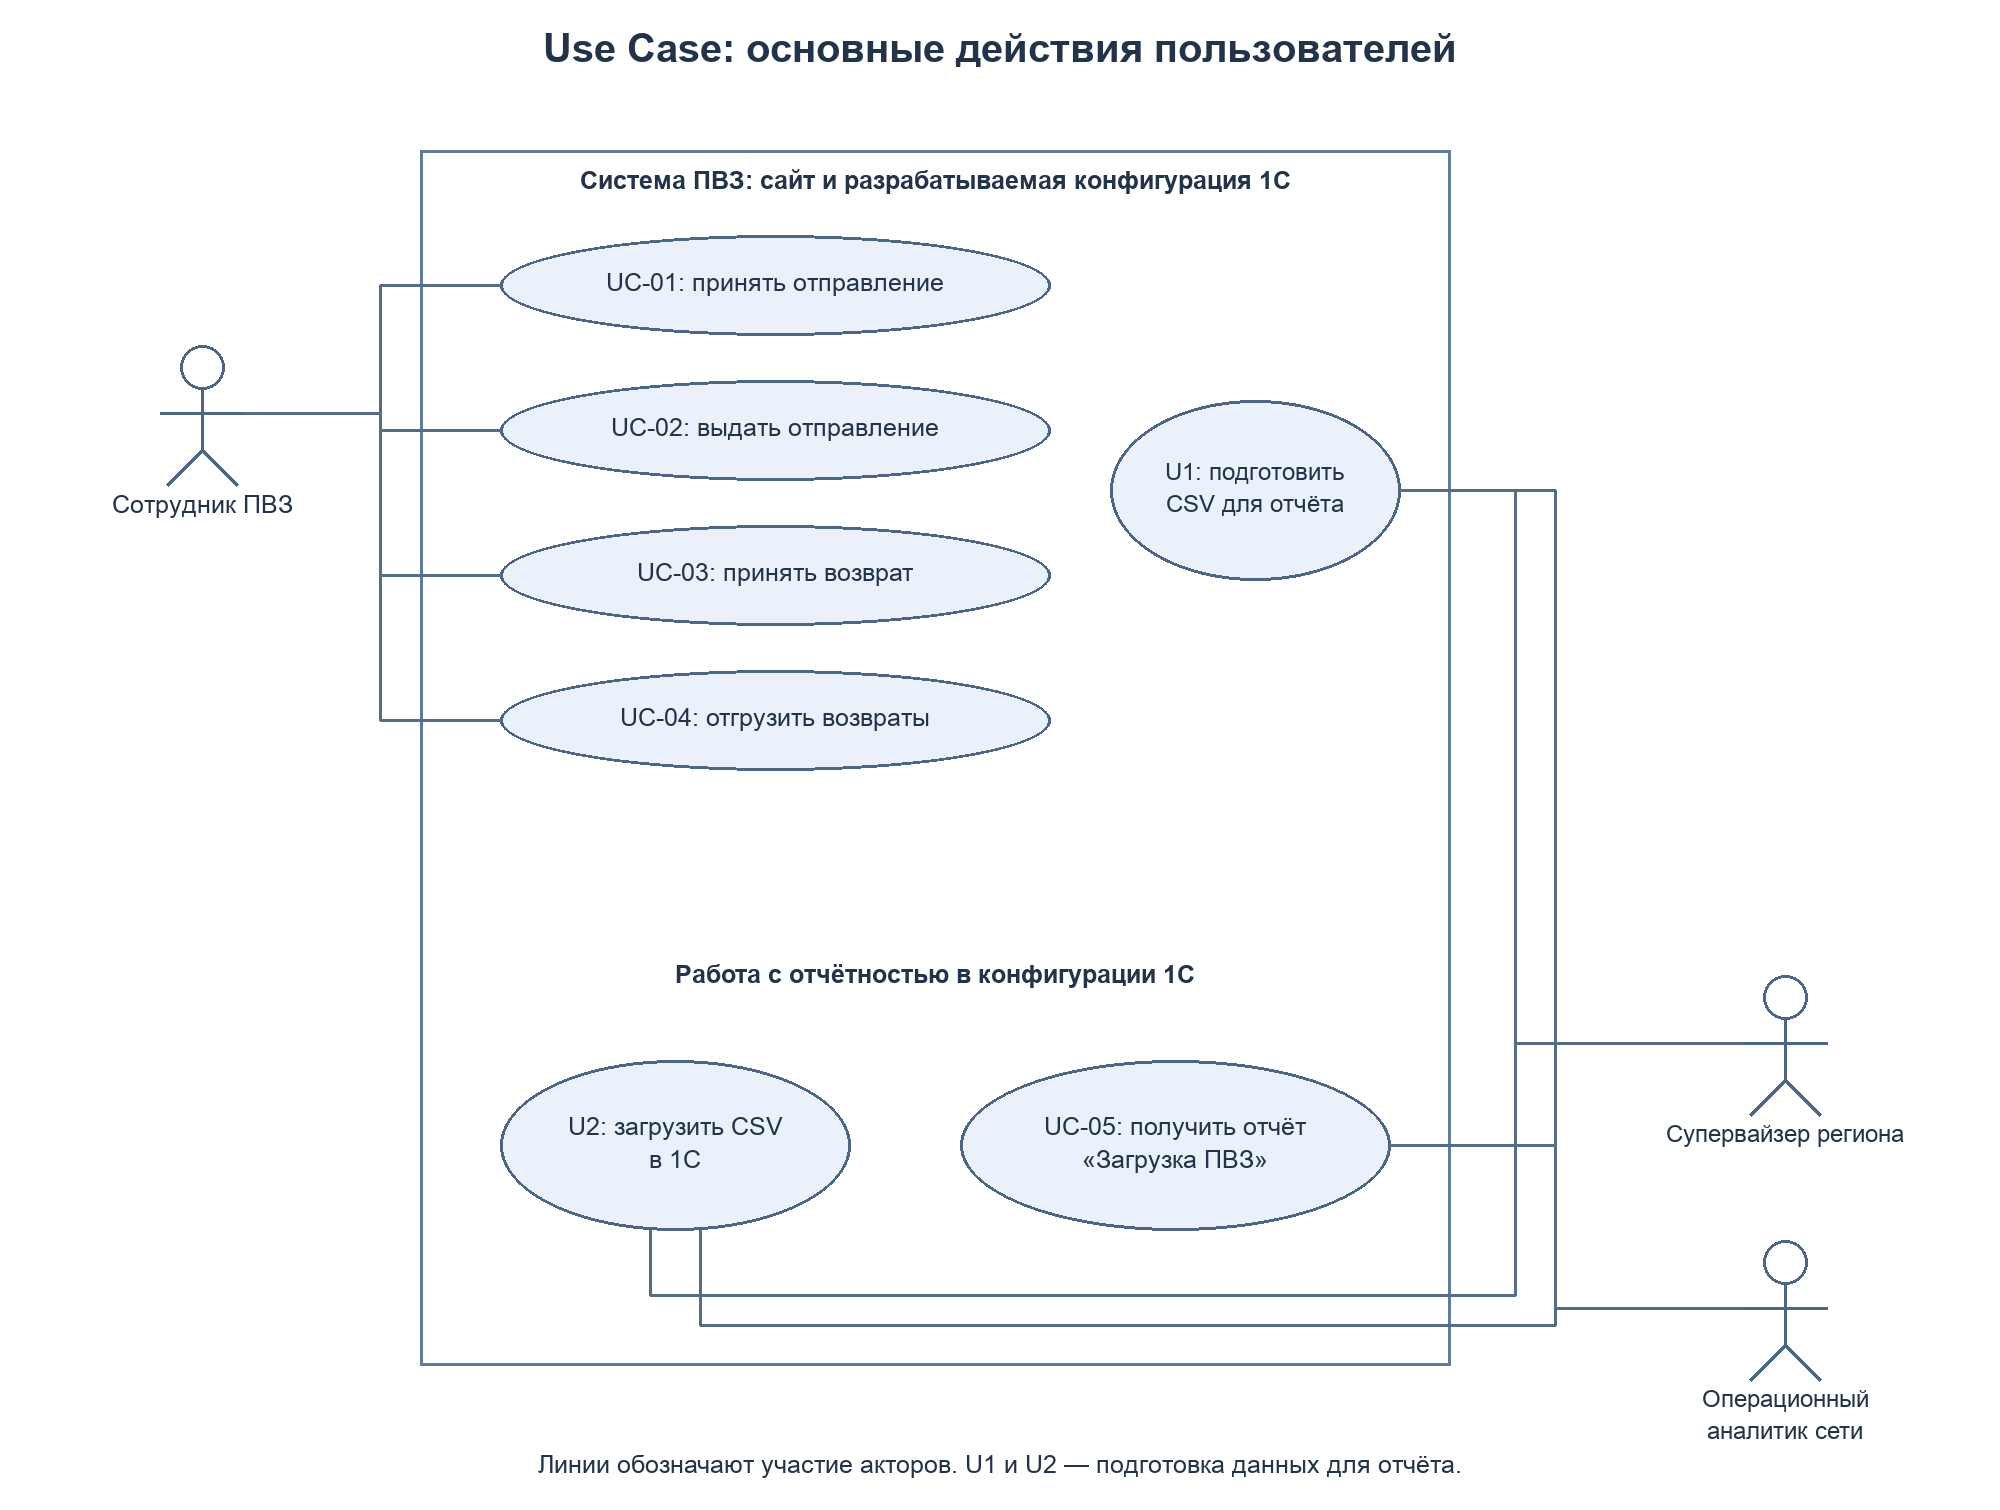 Use Case: основные действия пользователей
Система ПВЗ: сайт и разрабатываемая конфигурация 1С
UC-01: принять отправление
UC-02: выдать отправление
U1: подготовить
CSV для отчёта
Сотрудник ПВЗ
UC-03: принять возврат
UC-04: отгрузить возвраты
Работа с отчётностью в конфигурации 1С
U2: загрузить CSV
в 1С
UC-05: получить отчёт
«Загрузка ПВЗ»
Супервайзер региона
Операционный
аналитик сети
Линии обозначают участие акторов. U1 и U2 — подготовка данных для отчёта.